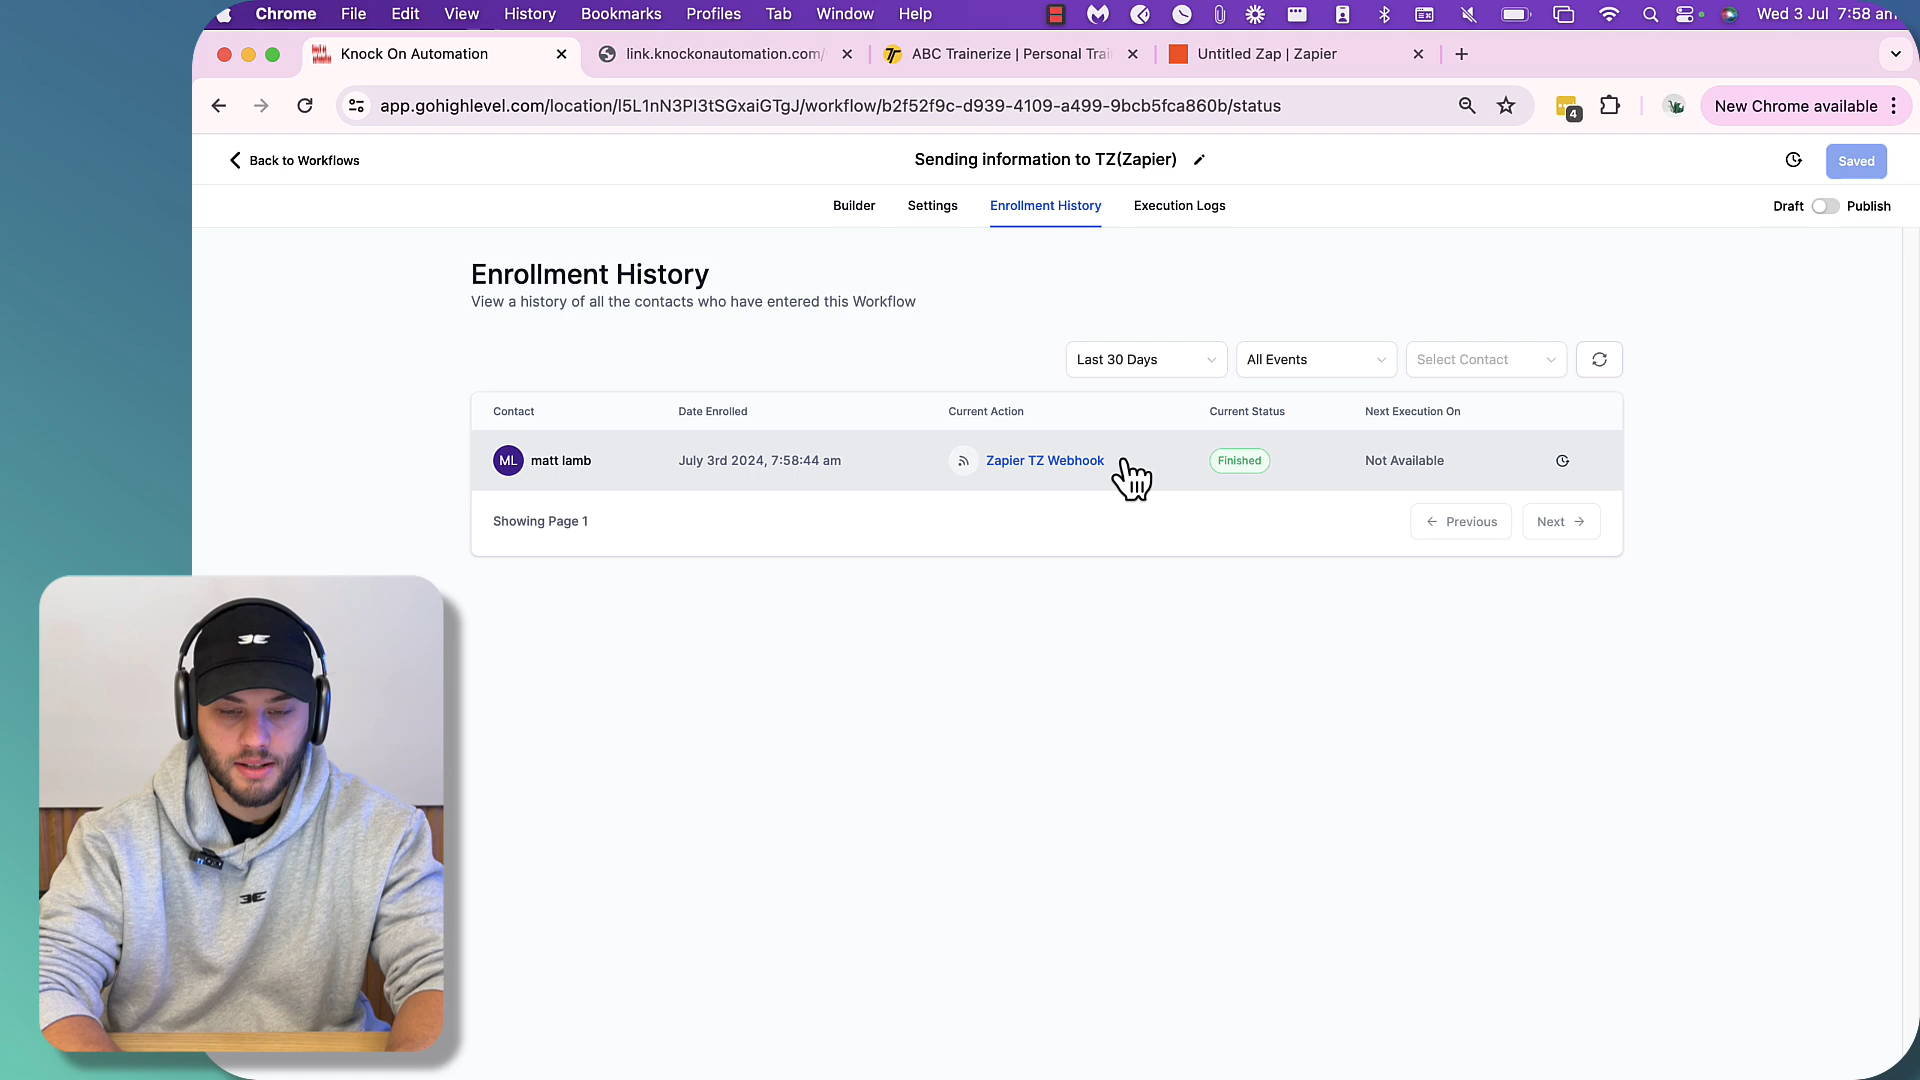 Chrome File Edit View History Bookmarks Profiles Tab Window Help Wed 3 Jul 7:58 am
Knock On Automation link.knockonautomation.com/ ABC Trainerize | Personal Trai Untitled Zap | Zapier
app.gohighlevel.com/location/I5L1nN3PI3tSGxaiGTgJ/workflow/b2f52f9c-d939-4109-a499-9bcb5fca860b/status 4 New Chrome available
Back to Workflows Sending information to TZ(Zapier) Saved
Builder Settings Enrollment History Execution Logs Draft Publish
Enrollment History
View a history of all the contacts who have entered this Workflow
Last 30 Days All Events Select Contact
Contact Date Enrolled Current Action Current Status Next Execution On
ML matt lamb July 3rd 2024, 7:58:44 am Zapier TZ Webhook Finished Not Available
Showing Page 1 Previous Next